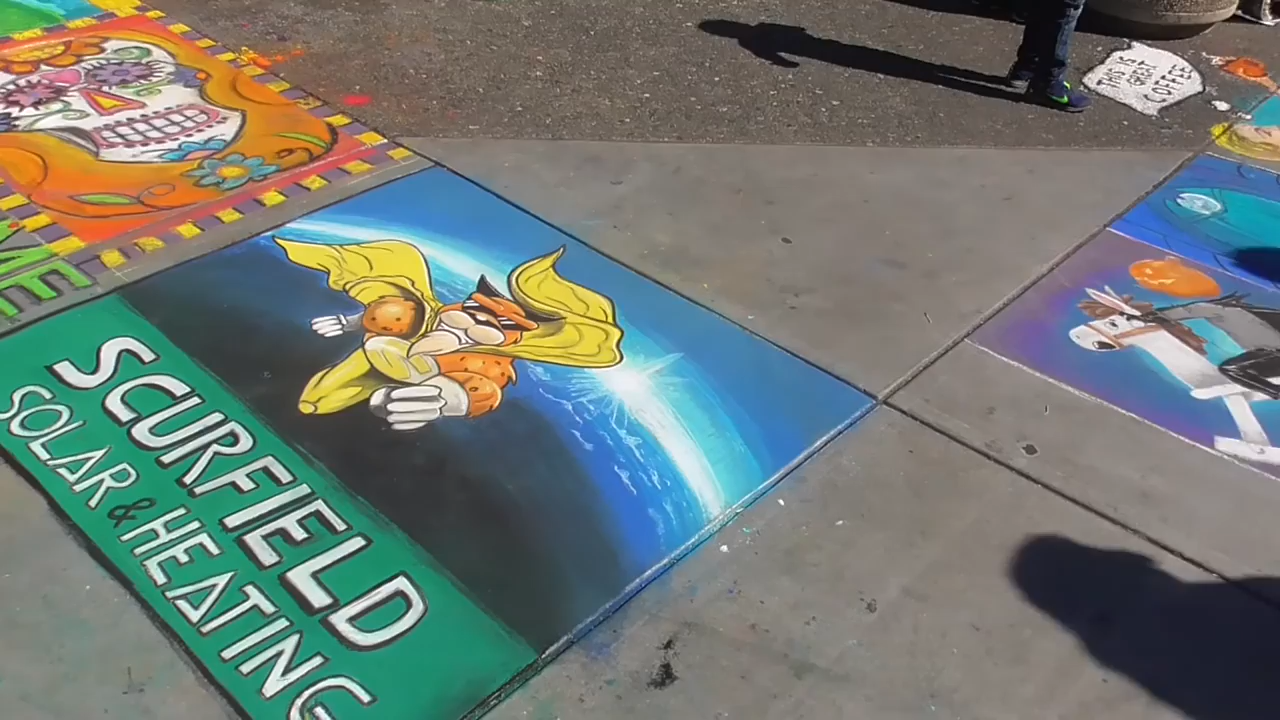 THIS IS
GREAT
COFFEE
SCURFIELD
SOLAR & HEATING